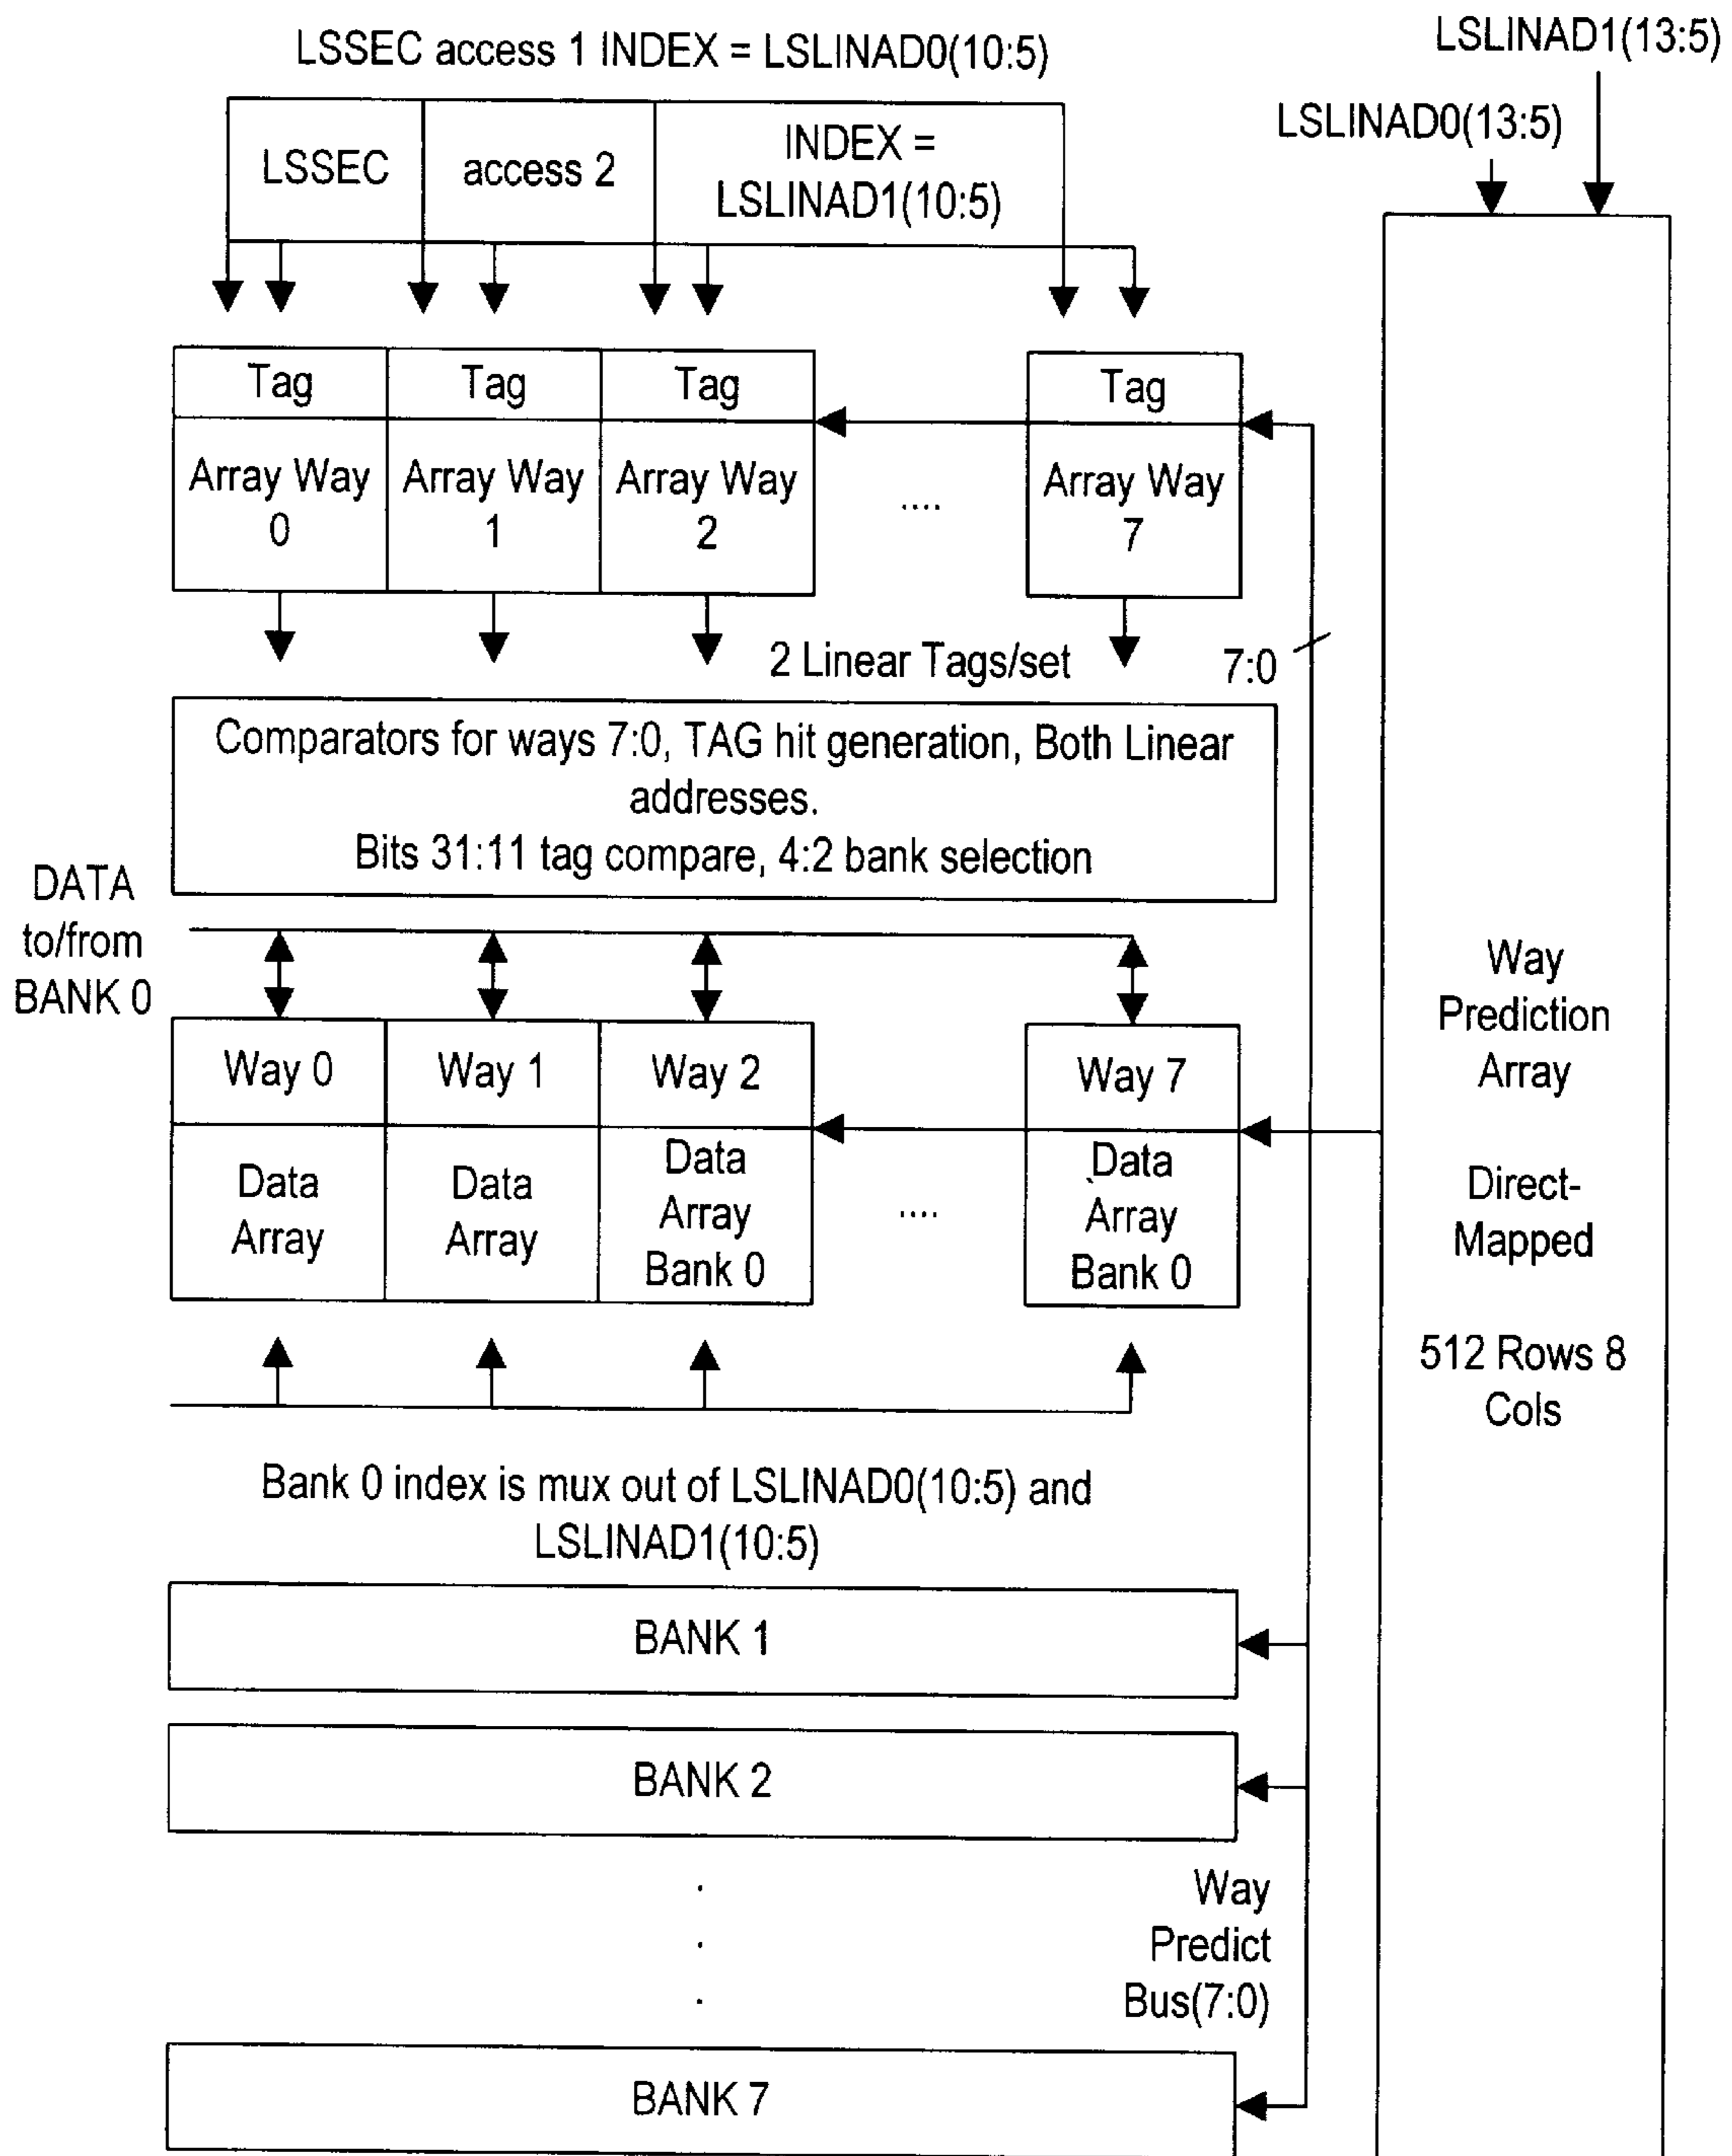 LSSEC access 1 INDEX = LSLINAD0(10:5)
LSLINAD1(13:5)
LSLINAD0(13:5)
LSSEC
access 2
INDEX =
LSLINAD1(10:5)
Tag
Tag
Tag
Tag
Array Way
0
Array Way
1
Array Way
2
....
Array Way
7
2 Linear Tags/set
7:0
Comparators for ways 7:0, TAG hit generation, Both Linear
addresses.
Bits 31:11 tag compare, 4:2 bank selection
DATA
to/from
BANK 0
Way 0
Way 1
Way 2
Way 7
Data
Array
Data
Array
Data
Array
Bank 0
....
Data
Array
Bank 0
Way
Prediction
Array
Direct-
Mapped
512 Rows 8
Cols
Bank 0 index is mux out of LSLINAD0(10:5) and
LSLINAD1(10:5)
BANK 1
BANK 2
Way
Predict
Bus(7:0)
BANK 7